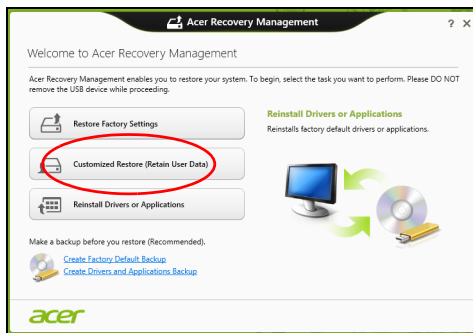 Acer Recovery Management
? X
Welcome to Acer Recovery Management
Acer Recovery Management enables you to restore your system. To begin, select the task you want to perform. Please DO NOT
remove the USB device while proceeding.
Restore Factory Settings
Customized Restore (Retain User Data)
Reinstall Drivers or Applications
Reinstall Drivers or Applications
Reinstalls factory default drivers or applications.
Make a backup before you restore (Recommended).
Create Factory Default Backup
Create Drivers and Applications Backup
acer